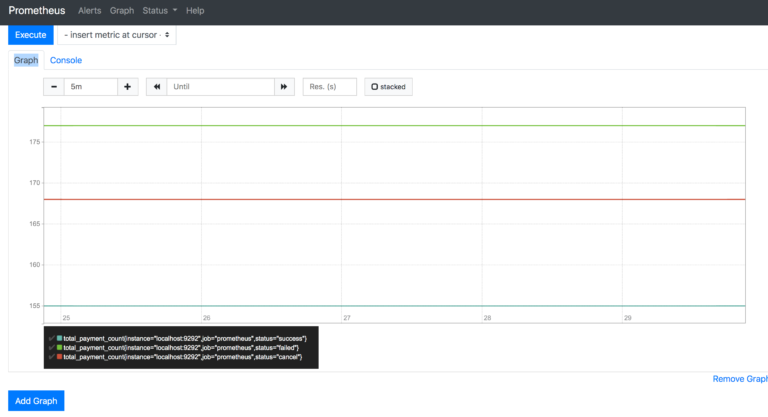 Prometheus Alerts Graph Status Help
Execute - insert metric at cursor -
Graph Console
5m Until Res. (s) stacked
175
170
165
160
155
25 26 27 28 29
total_payment_count{instance="localhost:9292",job="prometheus",status="success"}
total_payment_count{instance="localhost:9292",job="prometheus",status="failed"}
total_payment_count{instance="localhost:9292",job="prometheus",status="cancel"}
Remove Graph
Add Graph